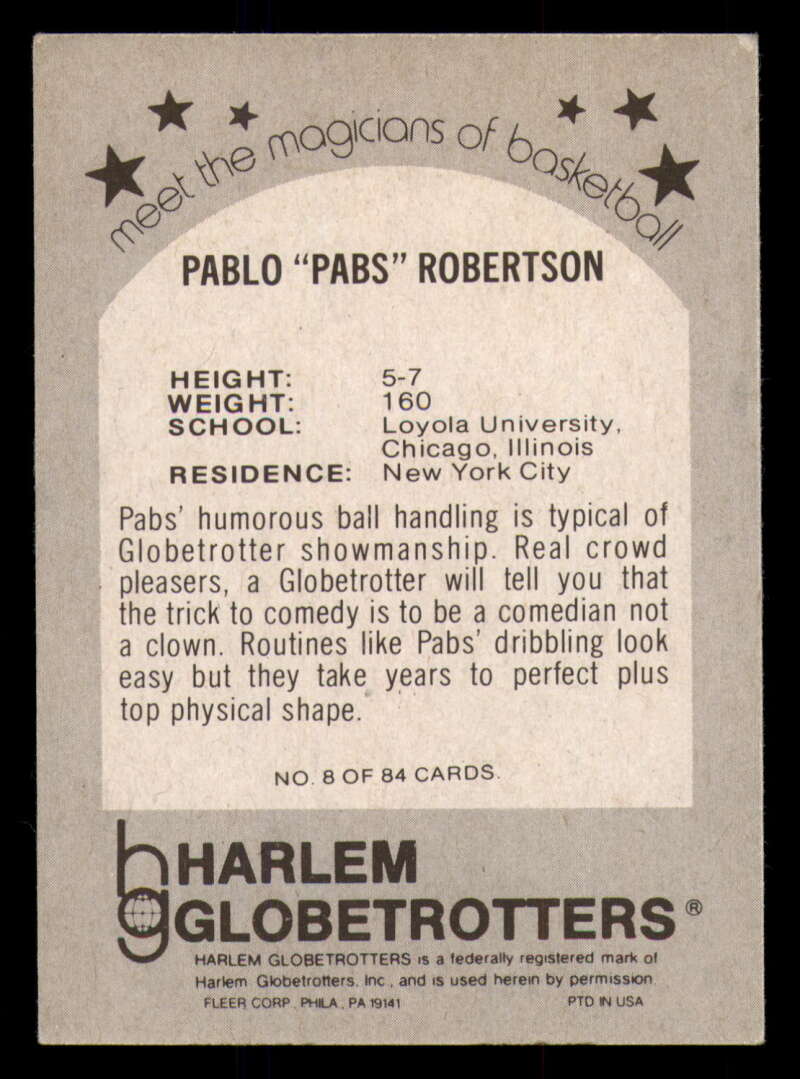 meet the magicians of basketball
PABLO “PABS” ROBERTSON
HEIGHT: 5-7
WEIGHT: 160
SCHOOL: Loyola University,
Chicago, Illinois
RESIDENCE: New York City
Pabs’ humorous ball handling is typical of
Globetrotter showmanship. Real crowd
pleasers, a Globetrotter will tell you that
the trick to comedy is to be a comedian not
a clown. Routines like Pabs’ dribbling look
easy but they take years to perfect plus
top physical shape.
NO. 8 OF 84 CARDS.
hg HARLEM
GLOBETROTTERS ®
HARLEM GLOBETROTTERS is a federally registered mark of
Harlem Globetrotters, Inc., and is used herein by permission.
FLEER CORP., PHILA., PA 19141 PTD IN USA